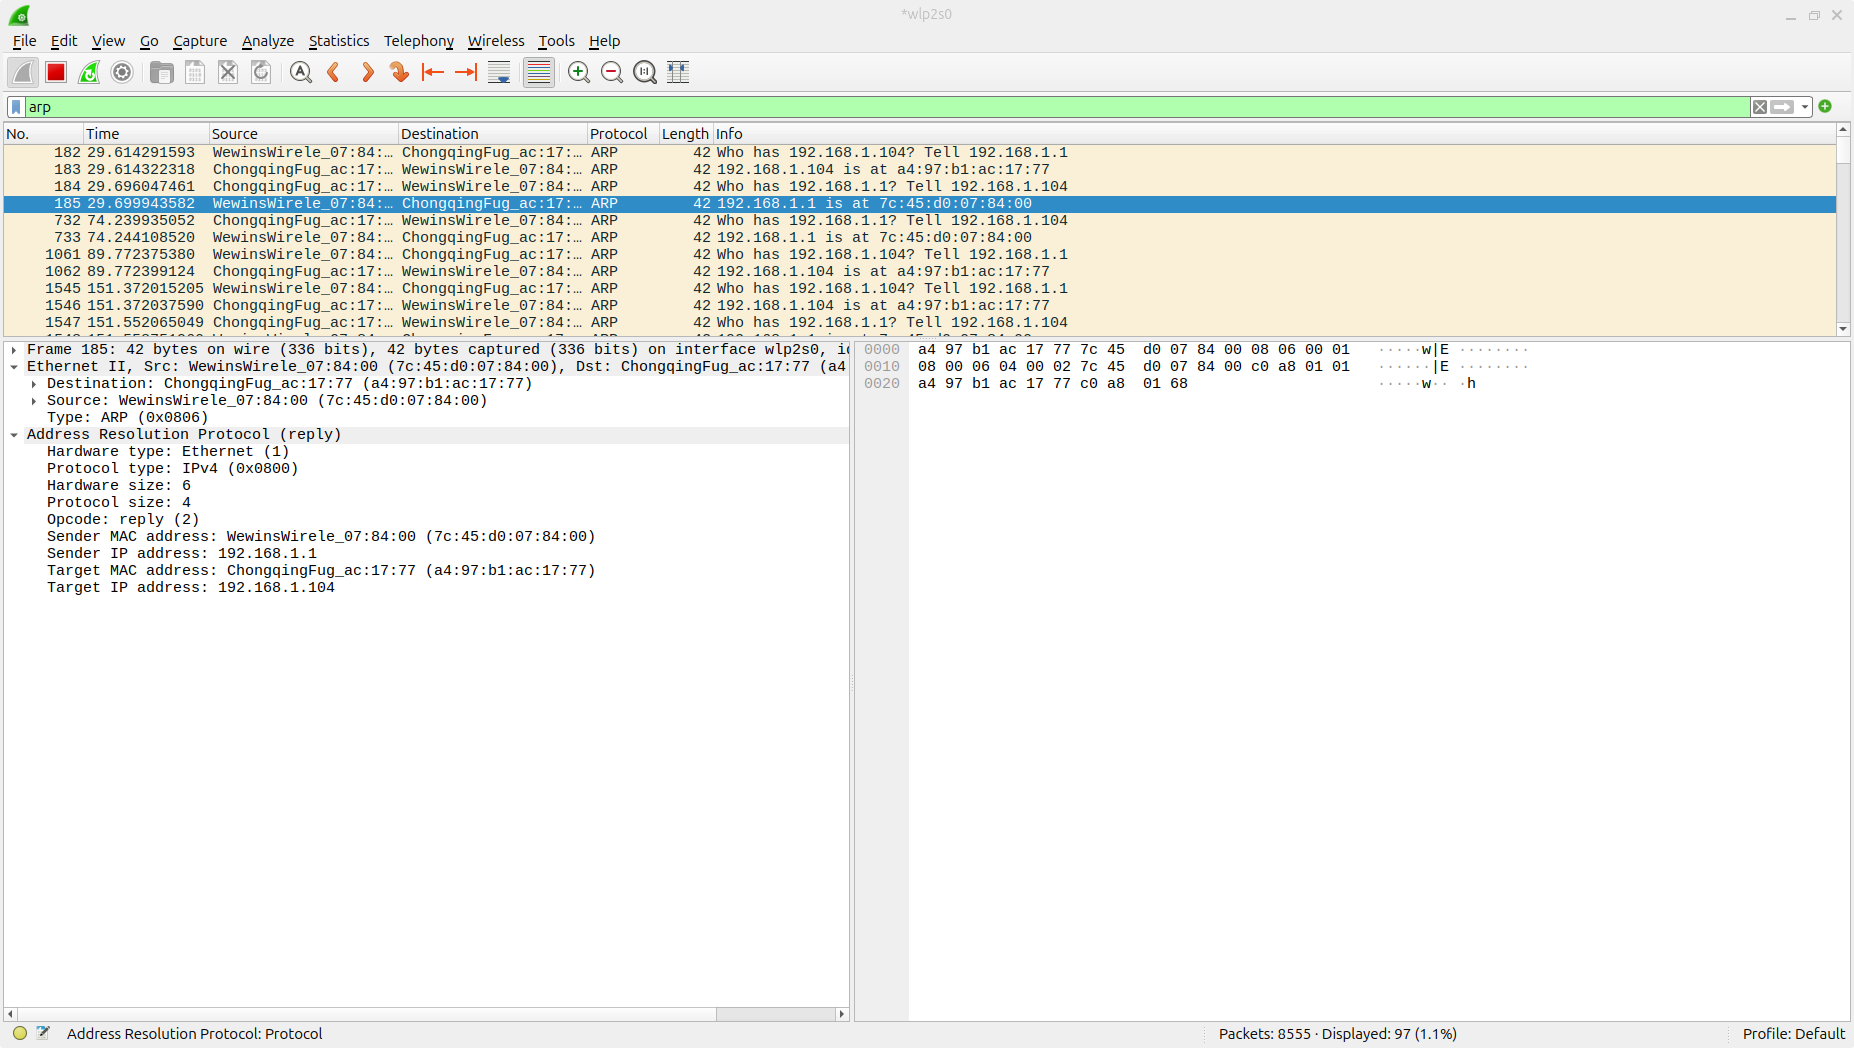 *wlp2s0
File Edit View Go Capture Analyze Statistics Telephony Wireless Tools Help
arp
No. Time Source Destination Protocol Length Info
182 29.614291593 WewinsWirele_07:84:… ChongqingFug_ac:17:… ARP 42 Who has 192.168.1.104? Tell 192.168.1.1
183 29.614322318 ChongqingFug_ac:17:… WewinsWirele_07:84:… ARP 42 192.168.1.104 is at a4:97:b1:ac:17:77
184 29.696047461 ChongqingFug_ac:17:… WewinsWirele_07:84:… ARP 42 Who has 192.168.1.1? Tell 192.168.1.104
185 29.699943582 WewinsWirele_07:84:… ChongqingFug_ac:17:… ARP 42 192.168.1.1 is at 7c:45:d0:07:84:00
732 74.239935052 ChongqingFug_ac:17:… WewinsWirele_07:84:… ARP 42 Who has 192.168.1.1? Tell 192.168.1.104
733 74.244108520 WewinsWirele_07:84:… ChongqingFug_ac:17:… ARP 42 192.168.1.1 is at 7c:45:d0:07:84:00
1061 89.772375380 WewinsWirele_07:84:… ChongqingFug_ac:17:… ARP 42 Who has 192.168.1.104? Tell 192.168.1.1
1062 89.772399124 ChongqingFug_ac:17:… WewinsWirele_07:84:… ARP 42 192.168.1.104 is at a4:97:b1:ac:17:77
1545 151.372015205 WewinsWirele_07:84:… ChongqingFug_ac:17:… ARP 42 Who has 192.168.1.104? Tell 192.168.1.1
1546 151.372037590 ChongqingFug_ac:17:… WewinsWirele_07:84:… ARP 42 192.168.1.104 is at a4:97:b1:ac:17:77
1547 151.552065049 ChongqingFug_ac:17:… WewinsWirele_07:84:… ARP 42 Who has 192.168.1.1? Tell 192.168.1.104
Frame 185: 42 bytes on wire (336 bits), 42 bytes captured (336 bits) on interface wlp2s0, id
Ethernet II, Src: WewinsWirele_07:84:00 (7c:45:d0:07:84:00), Dst: ChongqingFug_ac:17:77 (a4
Destination: ChongqingFug_ac:17:77 (a4:97:b1:ac:17:77)
Source: WewinsWirele_07:84:00 (7c:45:d0:07:84:00)
Type: ARP (0x0806)
Address Resolution Protocol (reply)
Hardware type: Ethernet (1)
Protocol type: IPv4 (0x0800)
Hardware size: 6
Protocol size: 4
Opcode: reply (2)
Sender MAC address: WewinsWirele_07:84:00 (7c:45:d0:07:84:00)
Sender IP address: 192.168.1.1
Target MAC address: ChongqingFug_ac:17:77 (a4:97:b1:ac:17:77)
Target IP address: 192.168.1.104
0000 a4 97 b1 ac 17 77 7c 45 d0 07 84 00 08 06 00 01 ·····w|E ········
0010 08 00 06 04 00 02 7c 45 d0 07 84 00 c0 a8 01 01 ······|E ········
0020 a4 97 b1 ac 17 77 c0 a8 01 68 ·····w·· ·h
Address Resolution Protocol: Protocol
Packets: 8555 · Displayed: 97 (1.1%)
Profile: Default